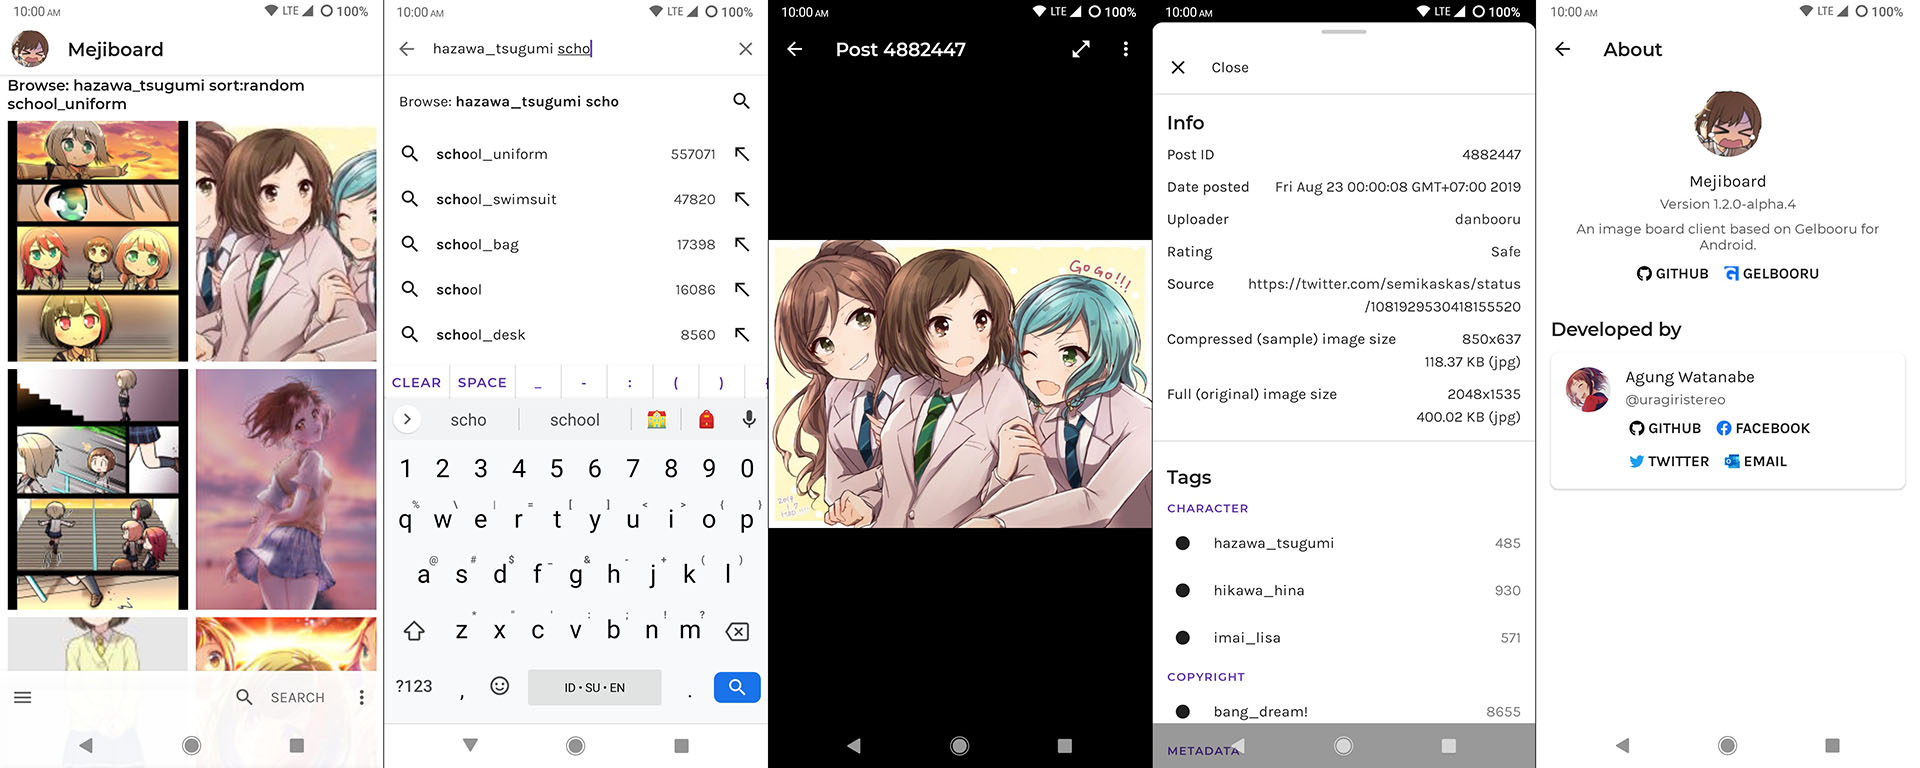 10:00 AM
LTE
100%
Mejiboard
Browse: hazawa_tsugumi sort:random
school_uniform
SEARCH
10:00 AM
LTE
100%
hazawa_tsugumi scho
Browse: hazawa_tsugumi scho
school_uniform 557071
school_swimsuit 47820
school_bag 17398
school 16086
school_desk 8560
CLEAR SPACE _ - : ( )
scho school
1 2 3 4 5 6 7 8 9 0
% \ | = [ ] < > { }
q w e r t y u i o p
@ # $ _ & - + ( )
a s d f g h j k l
* " ' : ; ! ?
z x c v b n m
?123 , ID • SU • EN .
10:00 AM
LTE
100%
Post 4882447
GoGo!!!
10:00 AM
LTE
100%
Close
Info
Post ID 4882447
Date posted Fri Aug 23 00:00:08 GMT+07:00 2019
Uploader danbooru
Rating Safe
Source https://twitter.com/semikaskas/status
/1081929530418155520
Compressed (sample) image size 850x637
118.37 KB (jpg)
Full (original) image size 2048x1535
400.02 KB (jpg)
Tags
CHARACTER
hazawa_tsugumi 485
hikawa_hina 930
imai_lisa 571
COPYRIGHT
bang_dream! 8655
METADATA
10:00 AM
LTE
100%
About
Mejiboard
Version 1.2.0-alpha.4
An image board client based on Gelbooru for
Android.
GITHUB GELBOORU
Developed by
Agung Watanabe
@uragiristereo
GITHUB FACEBOOK
TWITTER EMAIL